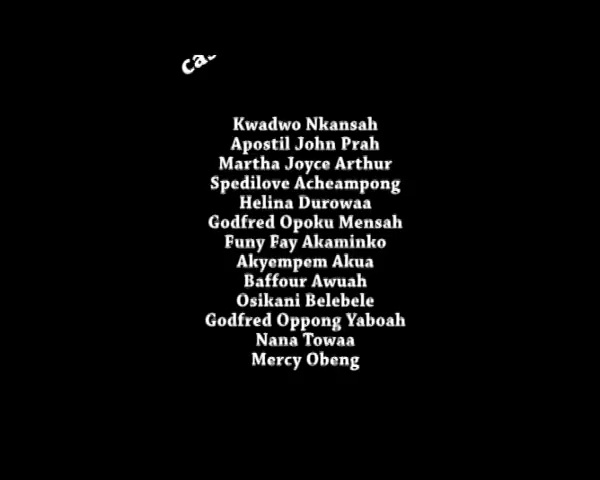 Kwadwo Nkansah
Apostil John Prah
Martha Joyce Arthur
Spedilove Acheampong
Helina Durowaa
Godfred Opoku Mensah
Funy Fay Akaminko
Akyempem Akua
Baffour Awuah
Osikani Belebele
Godfred Oppong Yaboah
Nana Towaa
Mercy Obeng